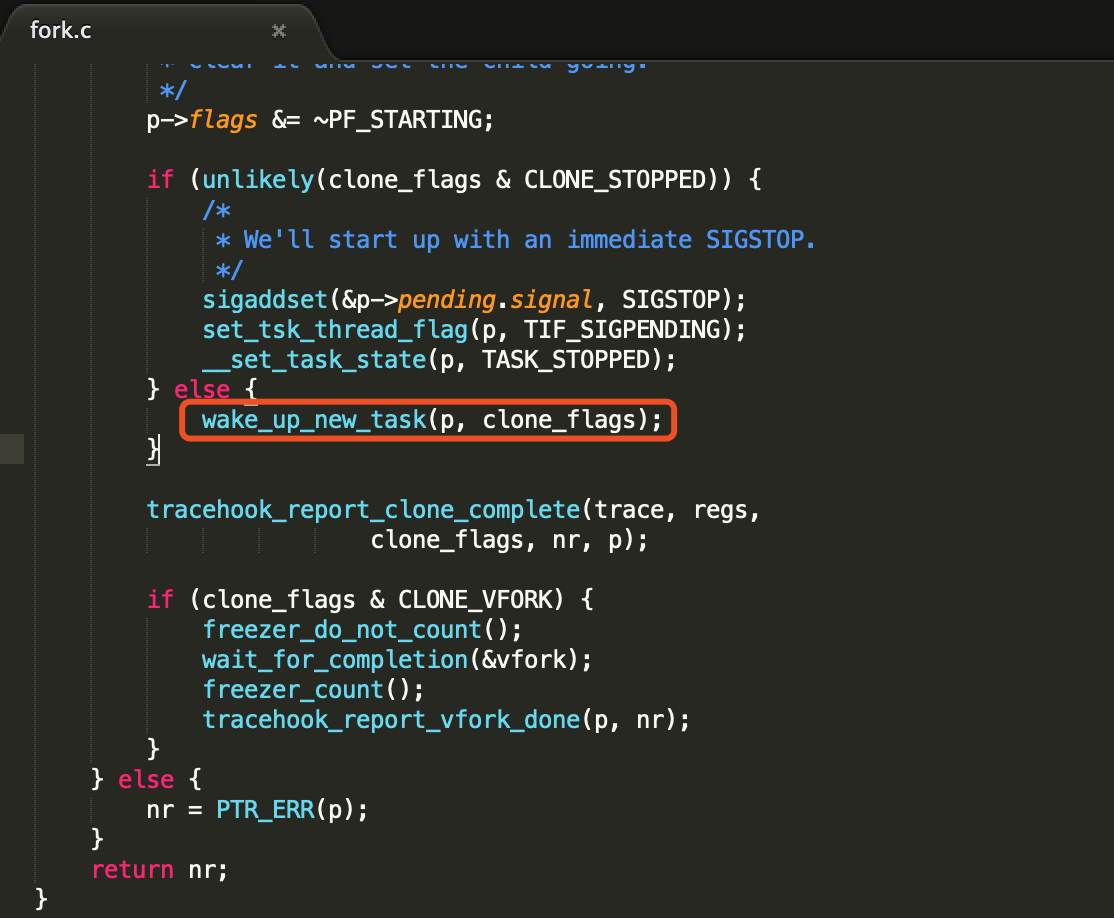 fork.c
* clear it and set the child going.
*/
p->flags &= ~PF_STARTING;
if (unlikely(clone_flags & CLONE_STOPPED)) {
/*
* We'll start up with an immediate SIGSTOP.
*/
sigaddset(&p->pending.signal, SIGSTOP);
set_tsk_thread_flag(p, TIF_SIGPENDING);
__set_task_state(p, TASK_STOPPED);
} else {
wake_up_new_task(p, clone_flags);
}
tracehook_report_clone_complete(trace, regs,
clone_flags, nr, p);
if (clone_flags & CLONE_VFORK) {
freezer_do_not_count();
wait_for_completion(&vfork);
freezer_count();
tracehook_report_vfork_done(p, nr);
}
} else {
nr = PTR_ERR(p);
}
return nr;
}